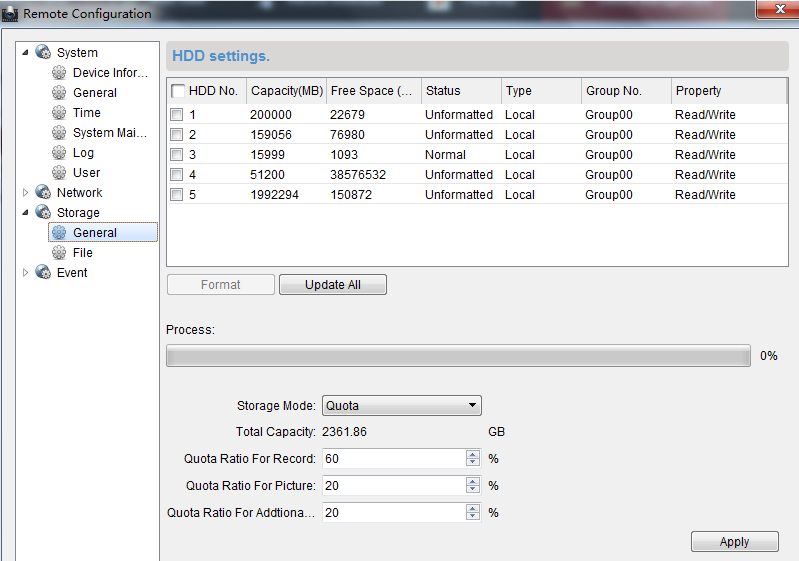 Remote Configuration
System
Device Infor...
General
Time
System Mai...
Log
User
Network
Storage
General
File
Event
HDD settings.
HDD No. Capacity(MB) Free Space (... Status Type Group No. Property
1 200000 22679 Unformatted Local Group00 Read/Write
2 159056 76980 Unformatted Local Group00 Read/Write
3 15999 1093 Normal Local Group00 Read/Write
4 51200 38576532 Unformatted Local Group00 Read/Write
5 1992294 150872 Unformatted Local Group00 Read/Write
Format Update All
Process:
0%
Storage Mode: Quota
Total Capacity: 2361.86 GB
Quota Ratio For Record: 60 %
Quota Ratio For Picture: 20 %
Quota Ratio For Addtiona... 20 %
Apply